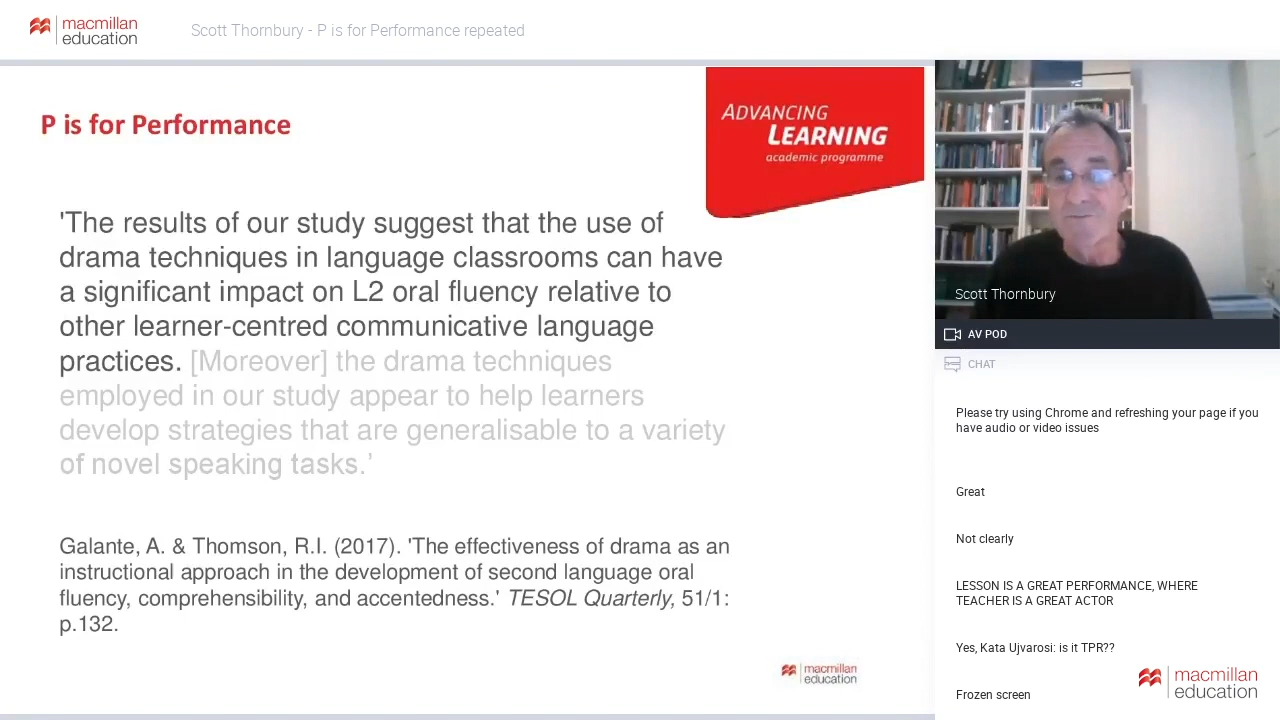 macmillan
education
Scott Thornbury - P is for Performance repeated
P is for Performance
ADVANCING
LEARNING
academic programme
'The results of our study suggest that the use of
drama techniques in language classrooms can have
a significant impact on L2 oral fluency relative to
other learner-centred communicative language
practices. [Moreover] the drama techniques
employed in our study appear to help learners
develop strategies that are generalisable to a variety
of novel speaking tasks.’
Galante, A. & Thomson, R.I. (2017). 'The effectiveness of drama as an
instructional approach in the development of second language oral
fluency, comprehensibility, and accentedness.' TESOL Quarterly, 51/1:
p.132.
macmillan
education
Scott Thornbury
AV POD
CHAT
Please try using Chrome and refreshing your page if you
have audio or video issues
Great
Not clearly
LESSON IS A GREAT PERFORMANCE, WHERE
TEACHER IS A GREAT ACTOR
Yes, Kata Ujvarosi: is it TPR??
Frozen screen
macmillan
education